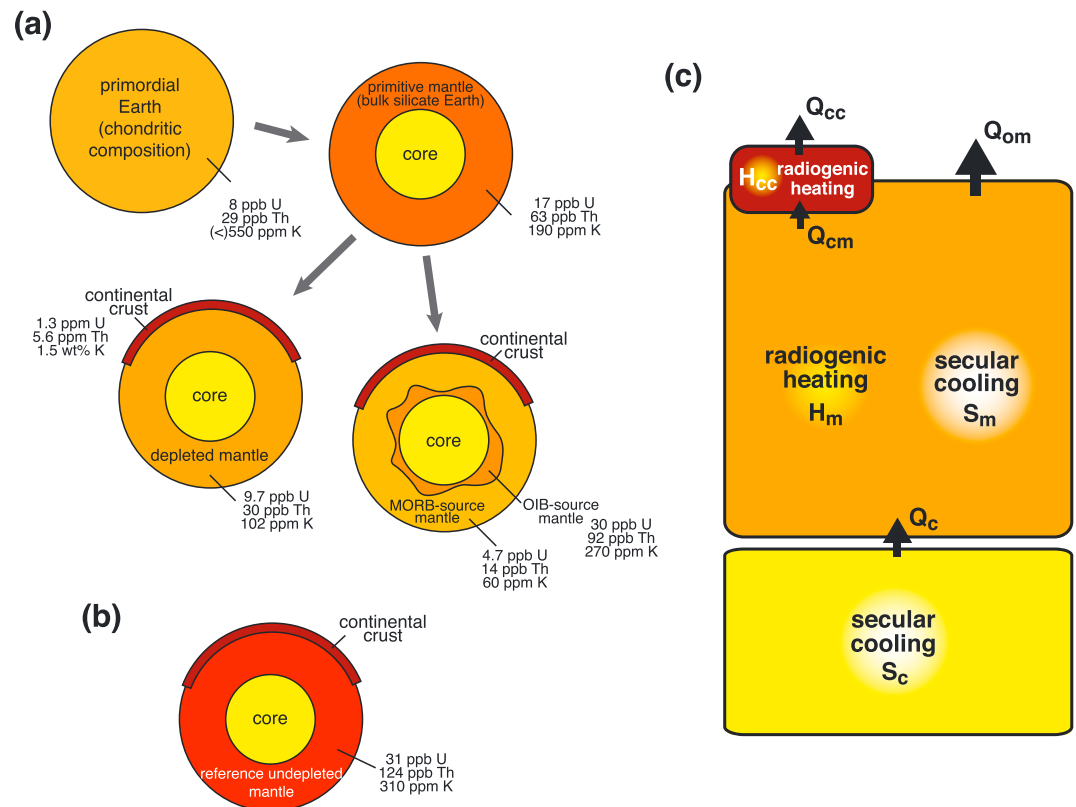 (a)
primordial
Earth
(chondritic
composition)
8 ppb U
29 ppb Th
(<)550 ppm K
primitive mantle
(bulk silicate Earth)
core
17 ppb U
63 ppb Th
190 ppm K
continental
crust
1.3 ppm U
5.6 ppm Th
1.5 wt% K
core
depleted mantle
9.7 ppb U
30 ppb Th
102 ppm K
continental
crust
core
MORB-source
mantle
4.7 ppb U
14 ppb Th
60 ppm K
OIB-source
mantle
30 ppb U
92 ppb Th
270 ppm K
(b)
continental
crust
core
reference undepleted
mantle
31 ppb U
124 ppb Th
310 ppm K
(c)
Qcc
Qom
Hcc radiogenic
heating
Qcm
radiogenic
heating
Hm
secular
cooling
Sm
Qc
secular
cooling
Sc